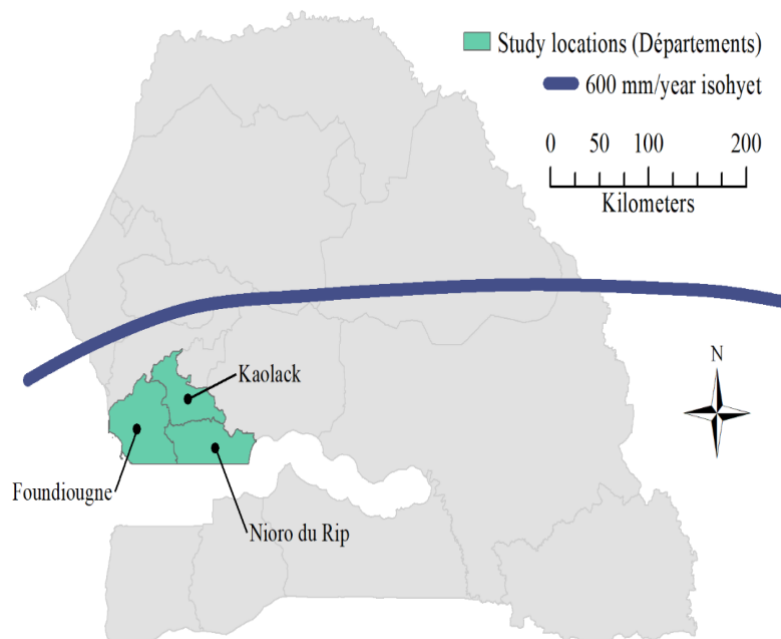 Study locations (Départements)
600 mm/year isohyet
0 50 100 200
Kilometers
N
Kaolack
Foundiougne
Nioro du Rip